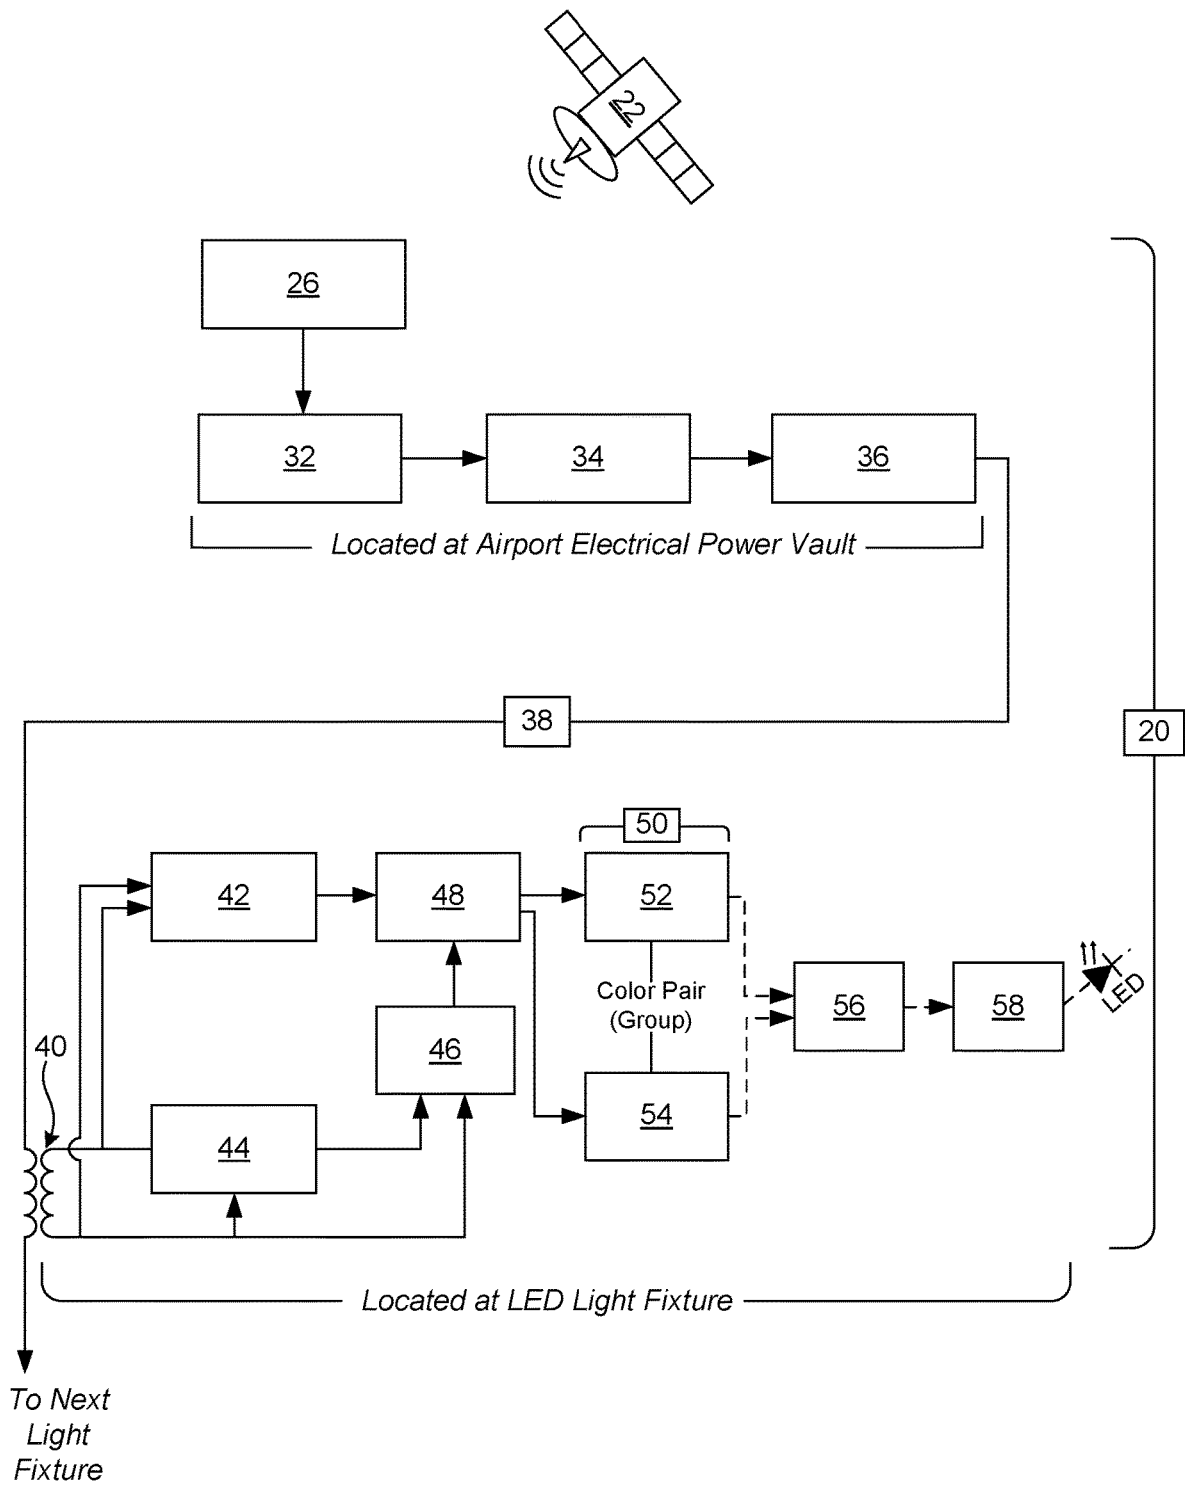 22
26
32
34
36
Located at Airport Electrical Power Vault
38
20
50
42
48
52
Color Pair
(Group)
56
58
LED
40
46
44
54
Located at LED Light Fixture
To Next
Light
Fixture